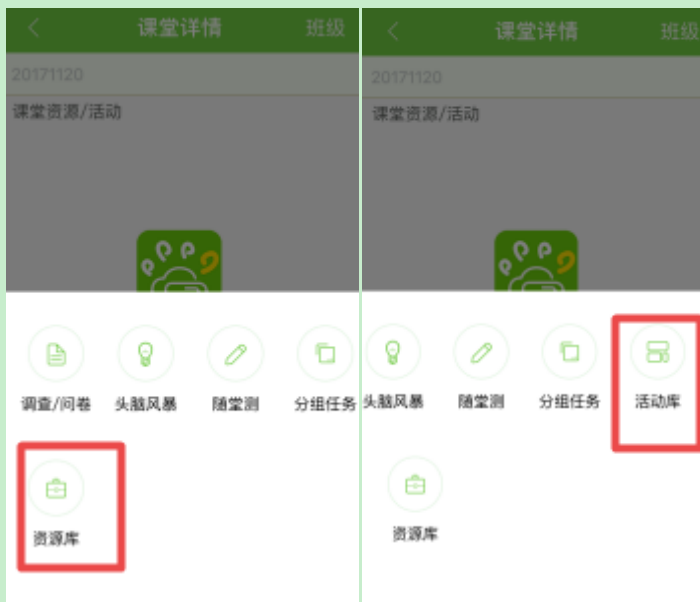 课堂详情 班级
20171120
课堂资源/活动
调查/问卷 头脑风暴 随堂测 分组任务
资源库
课堂详情 班级
20171120
课堂资源/活动
头脑风暴 随堂测 分组任务 活动库
资源库